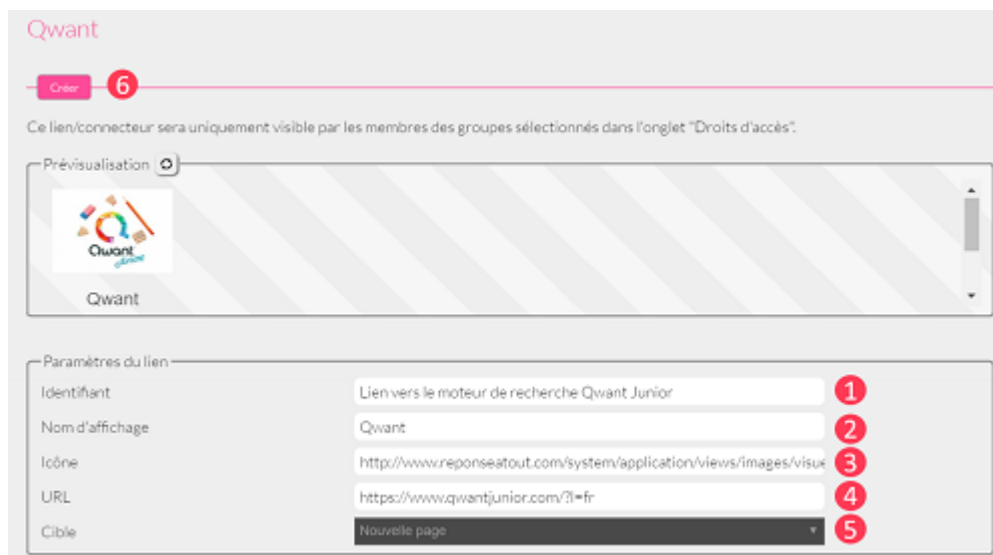 Qwant
Créer 6
Ce lien/connecteur sera uniquement visible par les membres des groupes sélectionnés dans l'onglet "Droits d'accès".
Prévisualisation
Qwant
Junior
Qwant
Paramètres du lien
Identifiant Lien vers le moteur de recherche Qwant Junior 1
Nom d'affichage Qwant 2
Icône http://www.reponseatout.com/system/application/views/images/visue 3
URL https://www.qwantjunior.com/?l=fr 4
Cible Nouvelle page 5